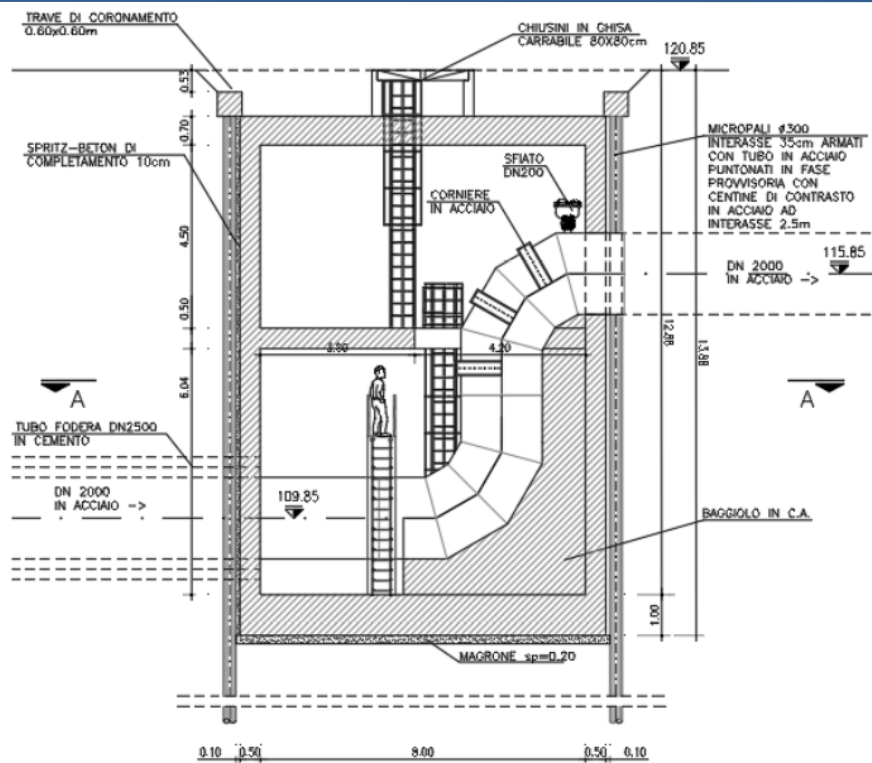 TRAVE DI CORONAMENTO
0.60x0.60m
CHIUSINI IN GHISA
CARRABILE 80X80cm
120.85
0.53
0.70
SPRITZ-BETON DI
COMPLETAMENTO 10cm
MICROPALI ø300
INTERASSE 35cm ARMATI
CON TUBO IN ACCIAIO
PUNTONATI IN FASE
PROVVISORIA CON
CENTINE DI CONTRASTO
IN ACCIAIO AD
INTERASSE 2.5m
SFIATO
DN200
CORNIERE
IN ACCIAIO
4.50
115.85
DN 2000
IN ACCIAIO ->
0.50
12.88
13.88
3.80
4.20
6.04
A
A
TUBO FODERA DN2500
IN CEMENTO
DN 2000
IN ACCIAIO ->
109.85
BAGGIOLO IN C.A.
1.00
MAGRONE sp=0.20
0.10
0.50
8.00
0.50
0.10